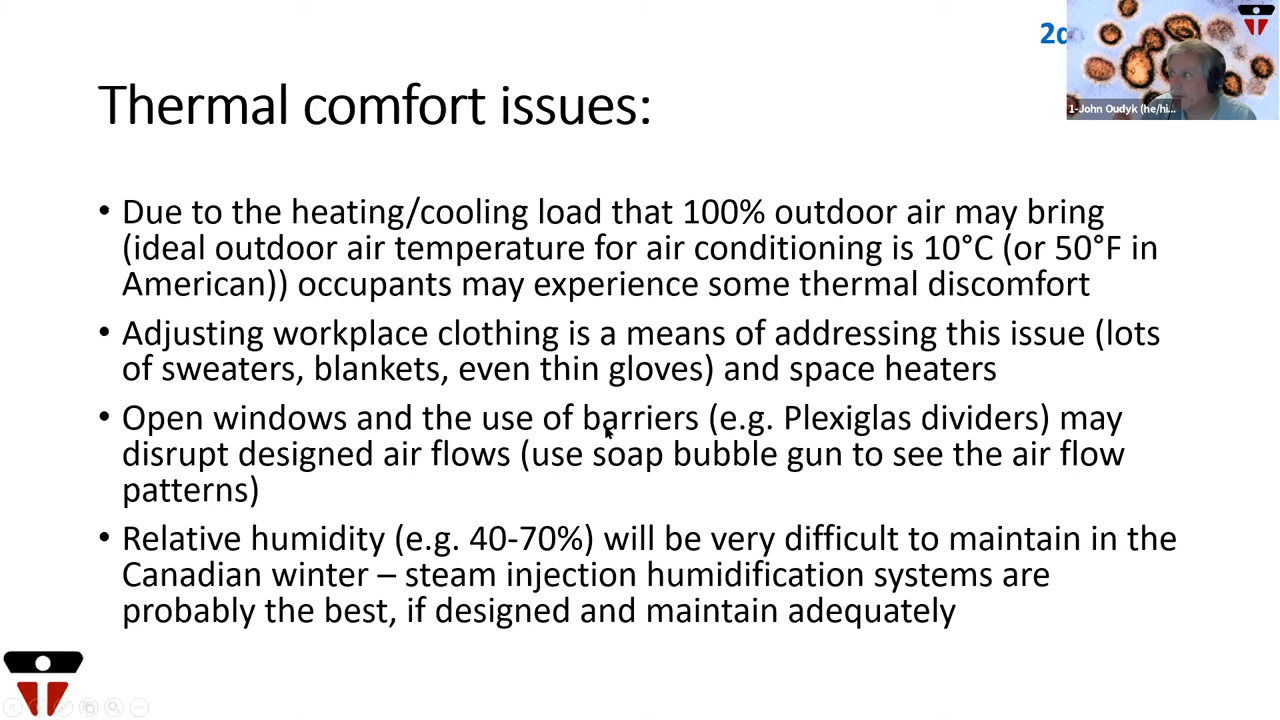 2
Thermal comfort issues:
• Due to the heating/cooling load that 100% outdoor air may bring
(ideal outdoor air temperature for air conditioning is 10°C (or 50°F in
American)) occupants may experience some thermal discomfort
• Adjusting workplace clothing is a means of addressing this issue (lots
of sweaters, blankets, even thin gloves) and space heaters
• Open windows and the use of barriers (e.g. Plexiglas dividers) may
disrupt designed air flows (use soap bubble gun to see the air flow
patterns)
• Relative humidity (e.g. 40-70%) will be very difficult to maintain in the
Canadian winter – steam injection humidification systems are
probably the best, if designed and maintain adequately
1-John Oudyk (he/hi...